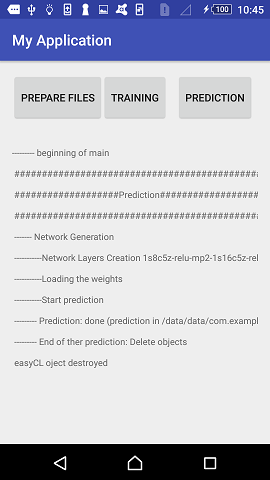 100 10:45
My Application
PREPARE FILES TRAINING PREDICTION
--------- beginning of main
###########################################
###################Prediction##################
###########################################
------- Network Generation
-----------Network Layers Creation 1s8c5z-relu-mp2-1s16c5z-rel
-----------Loading the weights
-----------Start prediction
--------- Prediction: done (prediction in /data/data/com.exampl
--------- End of ther prediction: Delete objects
easyCL oject destroyed